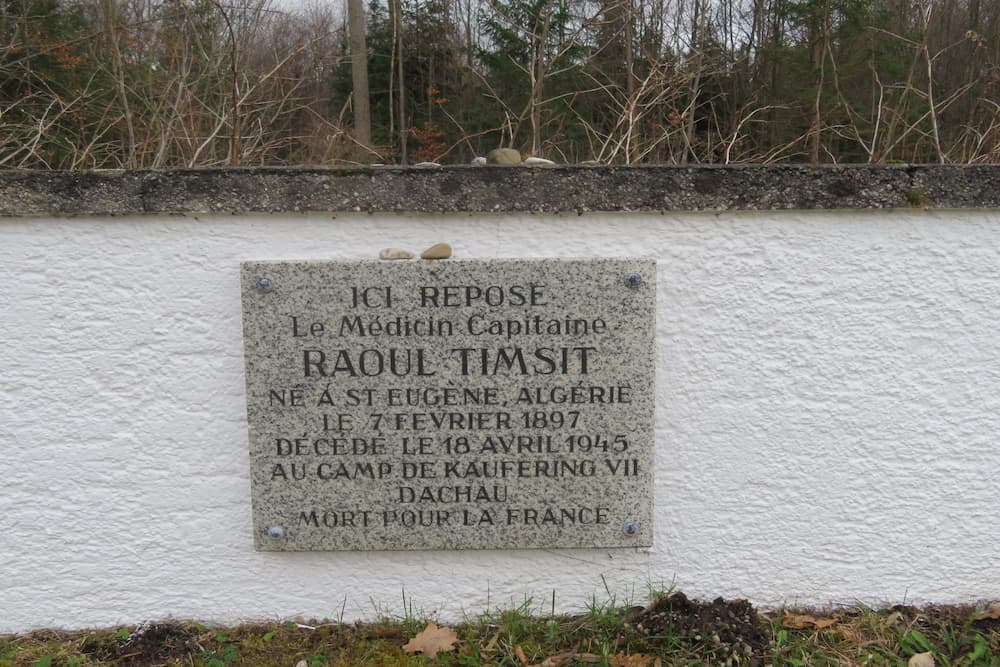 ICI REPOSE
Le Médicin Capitaine
RAOUL TIMSIT
NÉ À ST EUGÈNE, ALGÉRIE
LE 7 FEVRIER 1897
DÉCÉDÉ LE 18 AVRIL 1945
AU CAMP DE KAUFERING VII
DACHAU
MORT POUR LA FRANCE